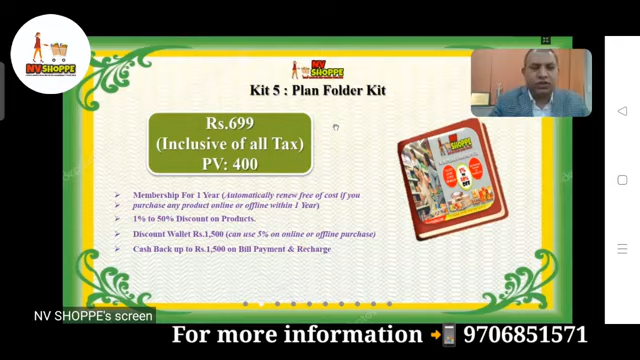 NV SHOPPE
NV SHOPPE
Kit 5 : Plan Folder Kit
Rs.699
(Inclusive of all Tax)
PV: 400
Membership For 1 Year (Automatically renew free of cost if you
purchase any product online or offline within 1 Year)
1% to 50% Discount on Products.
Discount Wallet Rs.1,500 (can use 5% on online or offline purchase)
Cash Back up to Rs.1,500 on Bill Payment & Recharge
SHOPPE
NV SHOPPE's screen
For more information 9706851571